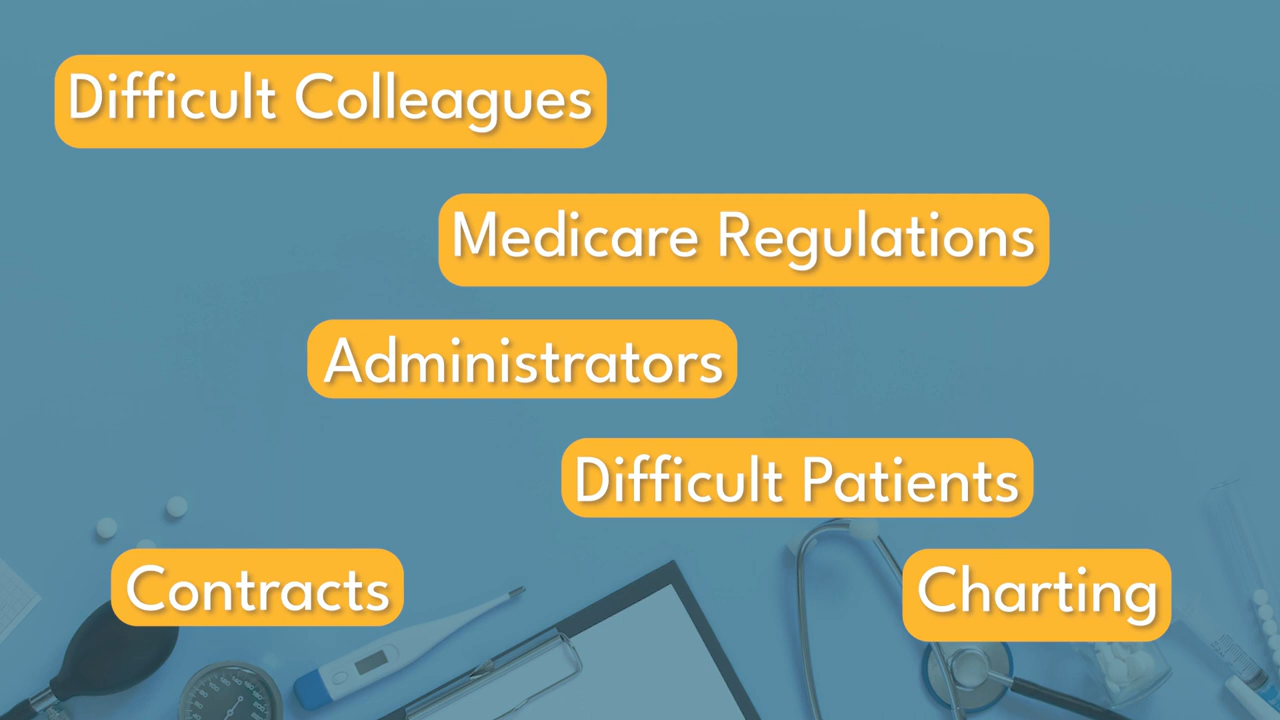 Difficult Colleagues
Medicare Regulations
Administrators
Difficult Patients
Contracts
Charting